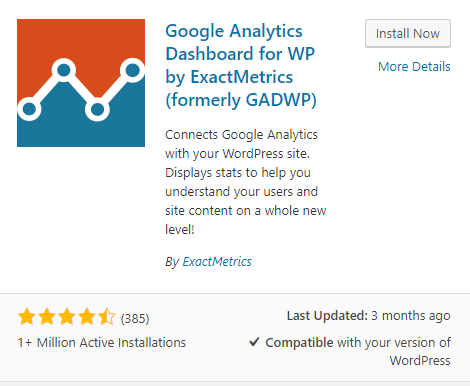 Google Analytics
Dashboard for WP
by ExactMetrics
(formerly GADWP)
Install Now
More Details
Connects Google Analytics
with your WordPress site.
Displays stats to help you
understand your users and
site content on a whole new
level!
By ExactMetrics
(385)
1+ Million Active Installations
Last Updated: 3 months ago
Compatible with your version of
WordPress